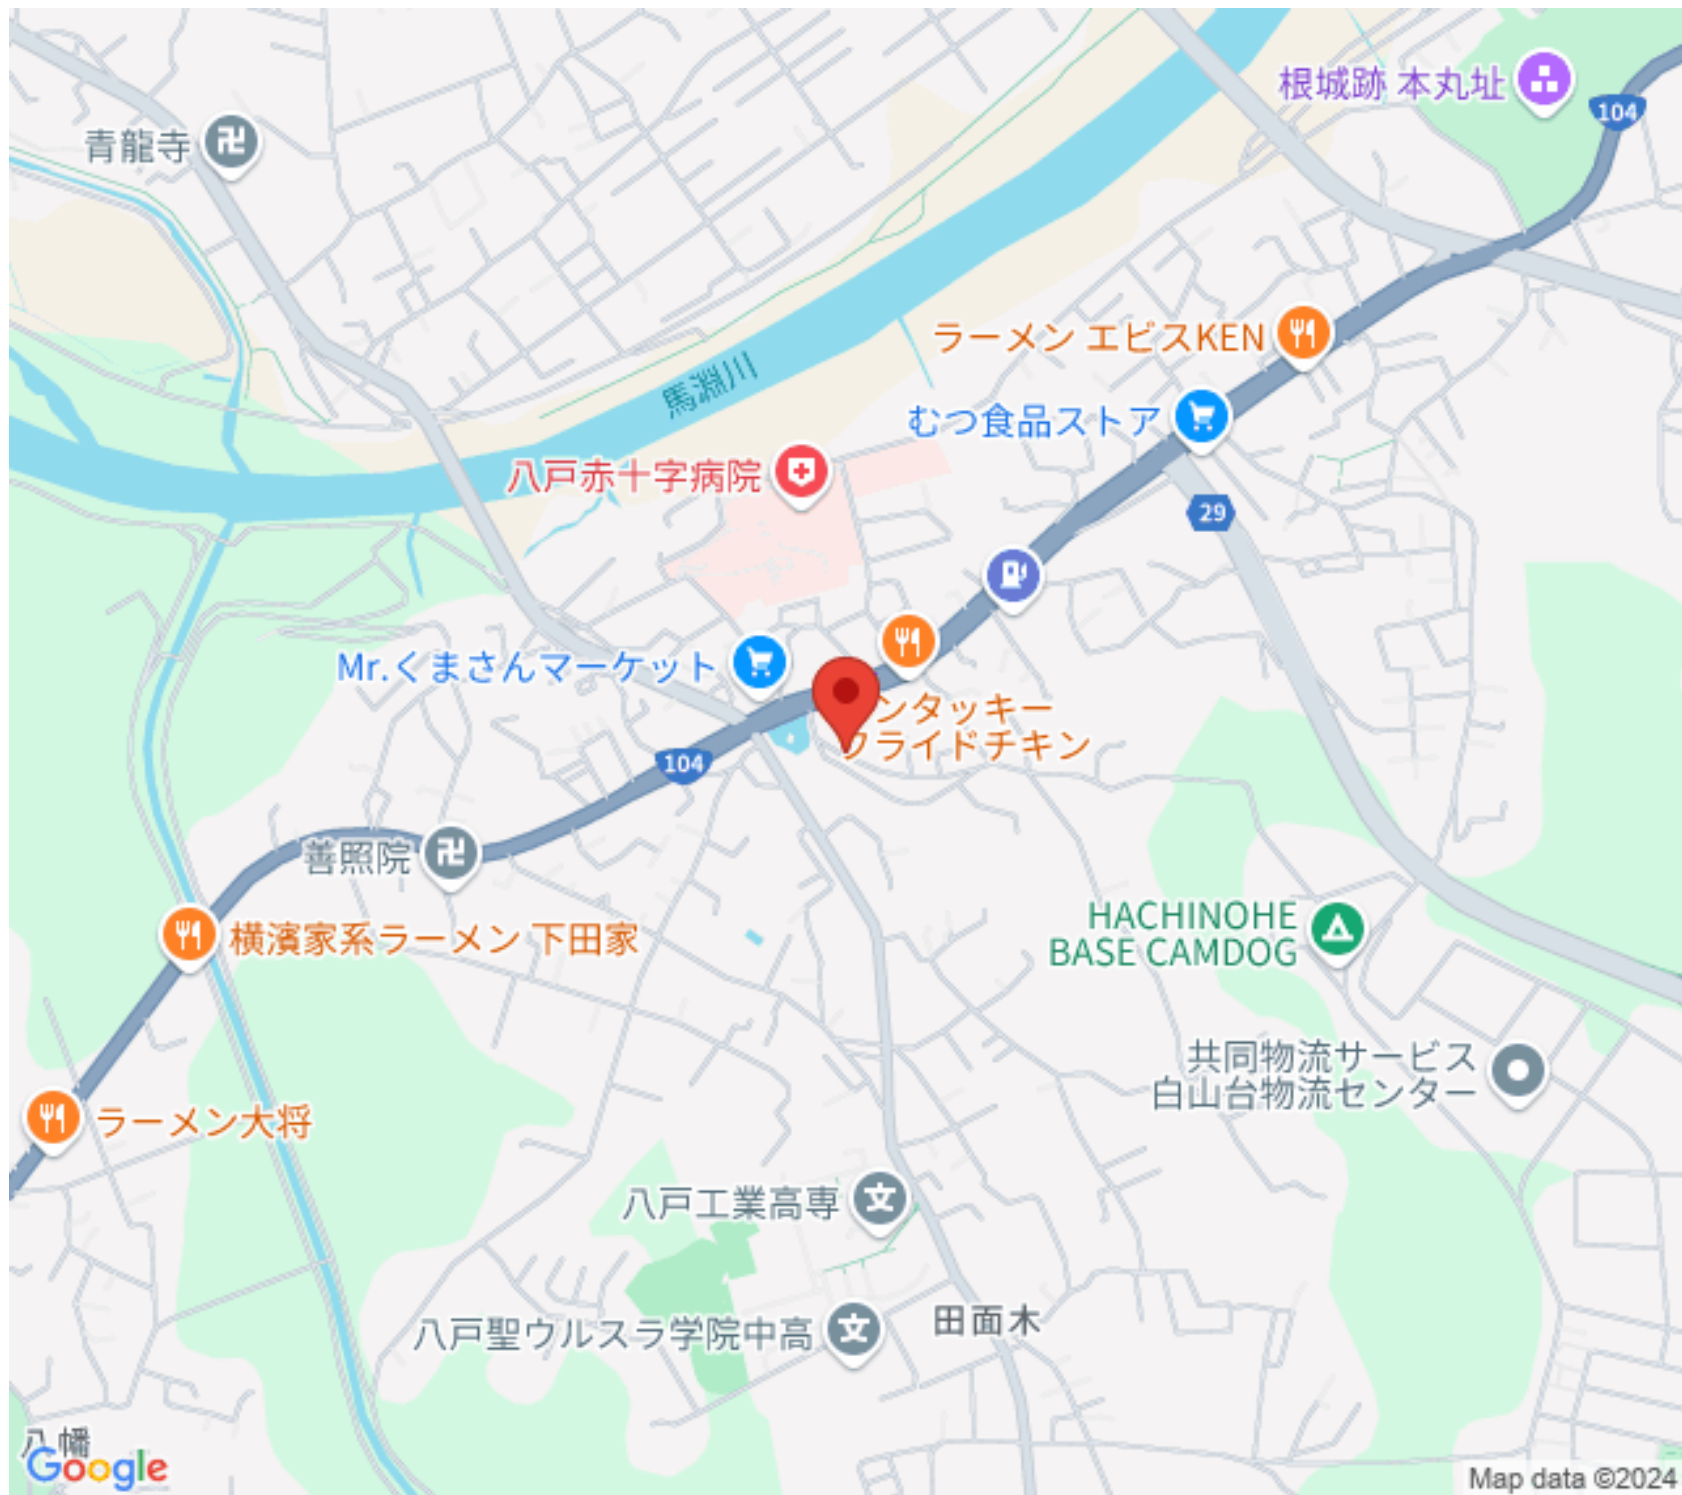 根城跡 本丸址
104
青龍寺
ラーメン エビスKEN
馬淵川
むつ食品ストア
八戸赤十字病院
29
Mr.くまさんマーケット
ンタッキー
フライドチキン
104
善照院
HACHINOHE
BASE CAMDOG
横濱家系ラーメン 下田家
共同物流サービス
白山台物流センター
ラーメン大将
八戸工業高専
文
田面木
八戸聖ウルスラ学院中高
文
八幡
Google
Map data ©2024